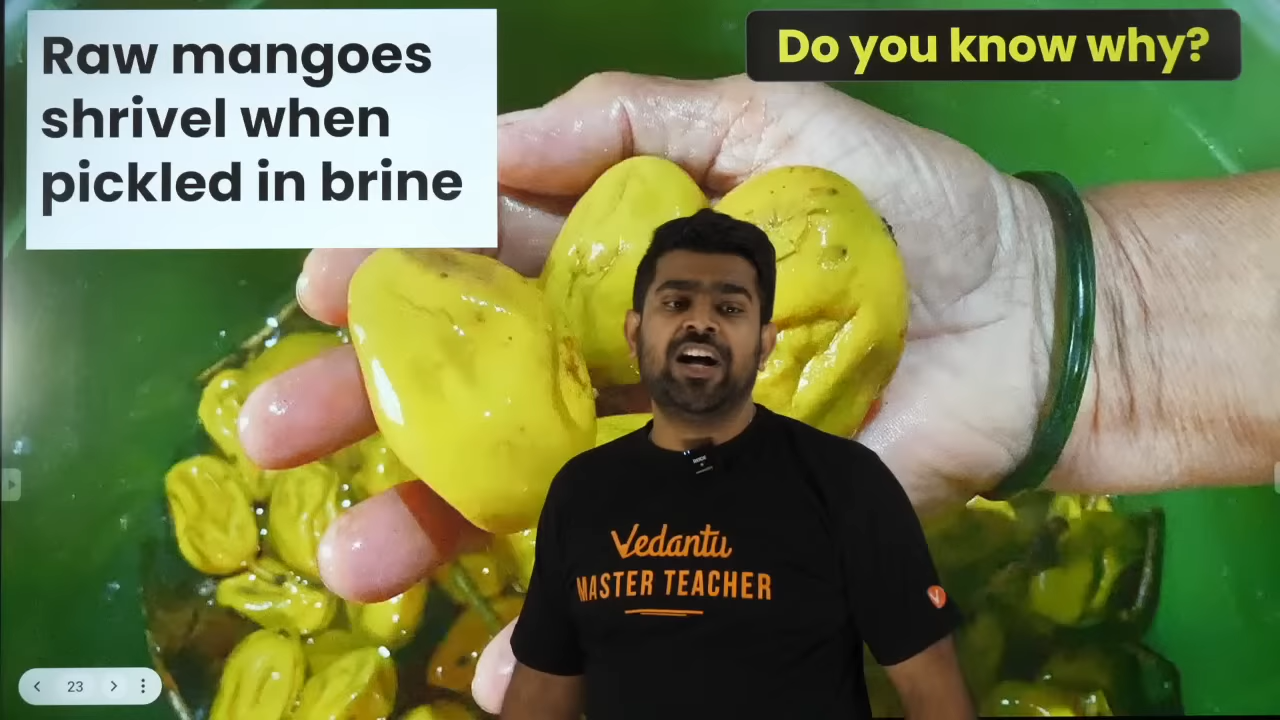 Raw mangoes
shrivel when
pickled in brine
Do you know why?
Vedantu
MASTER TEACHER
23